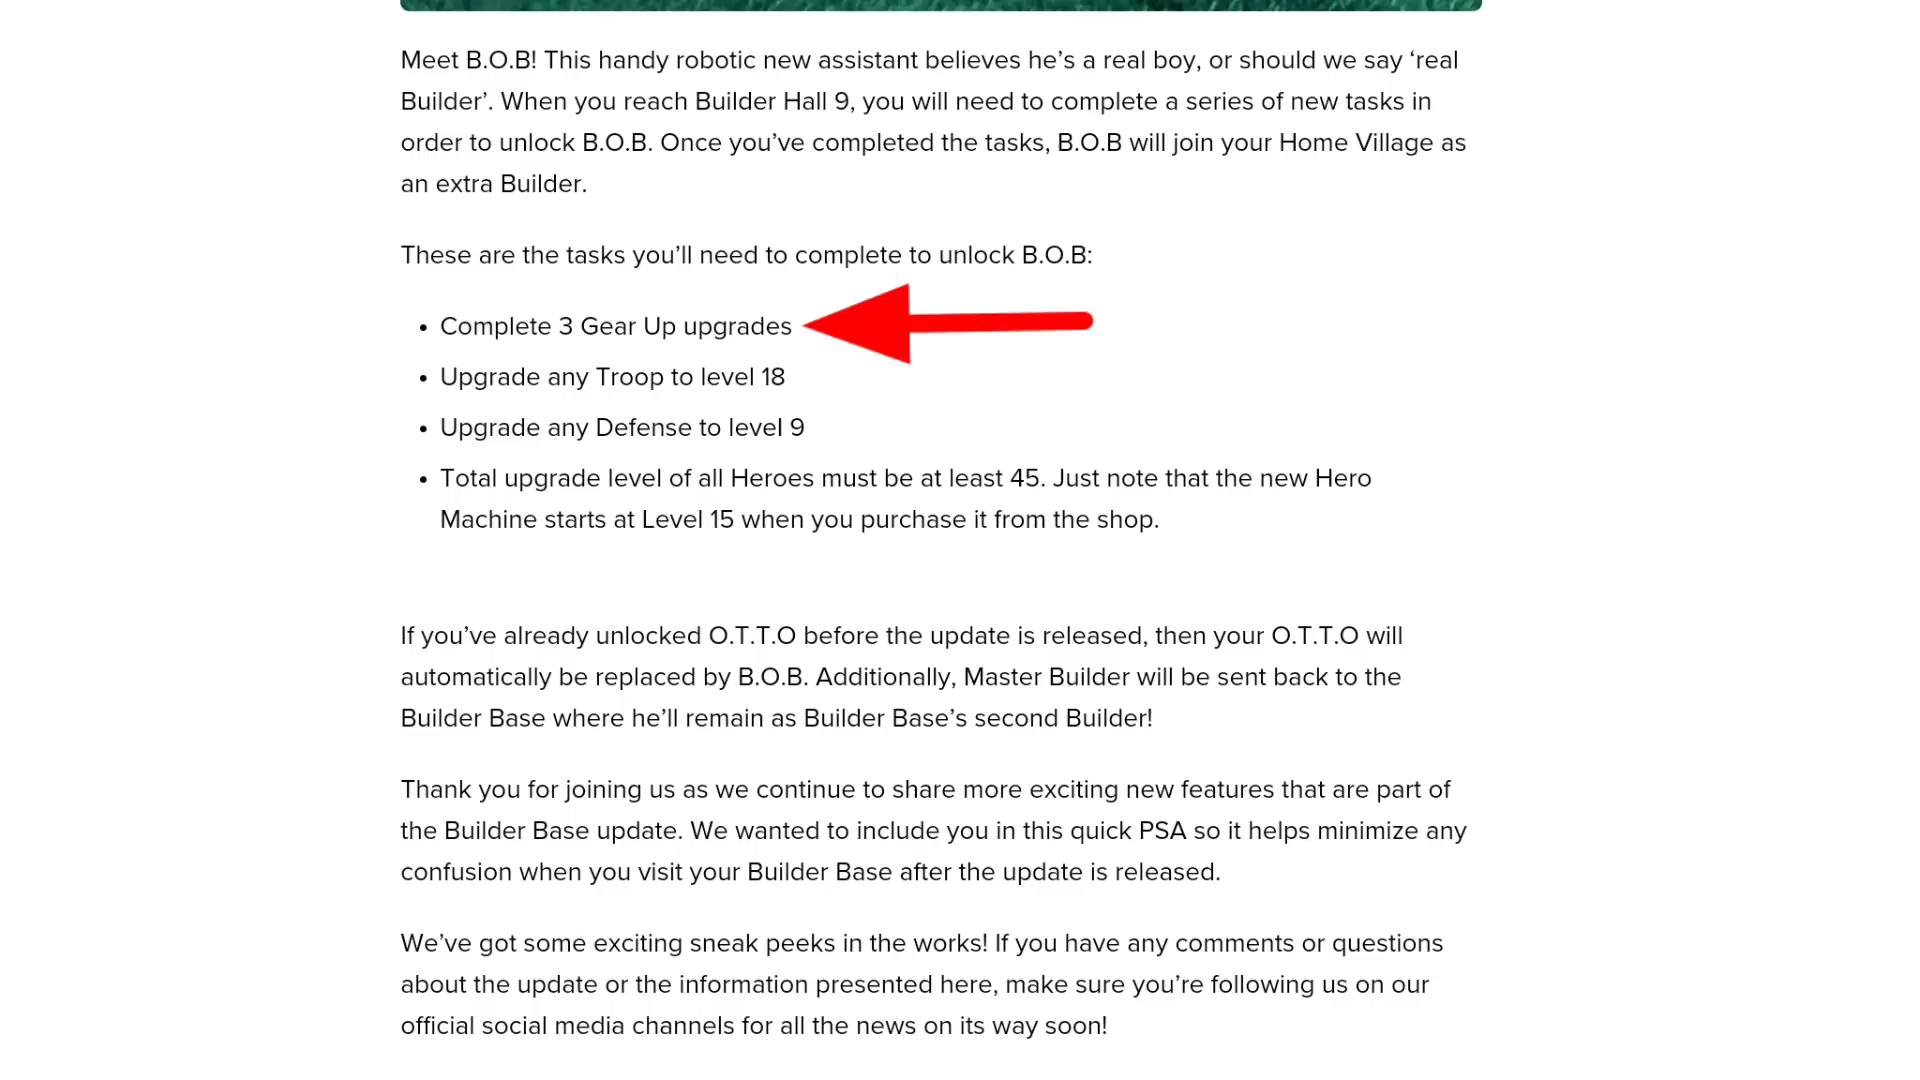 Meet B.O.B! This handy robotic new assistant believes he’s a real boy, or should we say ‘real
Builder’. When you reach Builder Hall 9, you will need to complete a series of new tasks in
order to unlock B.O.B. Once you’ve completed the tasks, B.O.B will join your Home Village as
an extra Builder.
These are the tasks you’ll need to complete to unlock B.O.B:
• Complete 3 Gear Up upgrades
• Upgrade any Troop to level 18
• Upgrade any Defense to level 9
• Total upgrade level of all Heroes must be at least 45. Just note that the new Hero
Machine starts at Level 15 when you purchase it from the shop.
If you’ve already unlocked O.T.T.O before the update is released, then your O.T.T.O will
automatically be replaced by B.O.B. Additionally, Master Builder will be sent back to the
Builder Base where he’ll remain as Builder Base’s second Builder!
Thank you for joining us as we continue to share more exciting new features that are part of
the Builder Base update. We wanted to include you in this quick PSA so it helps minimize any
confusion when you visit your Builder Base after the update is released.
We’ve got some exciting sneak peeks in the works! If you have any comments or questions
about the update or the information presented here, make sure you’re following us on our
official social media channels for all the news on its way soon!